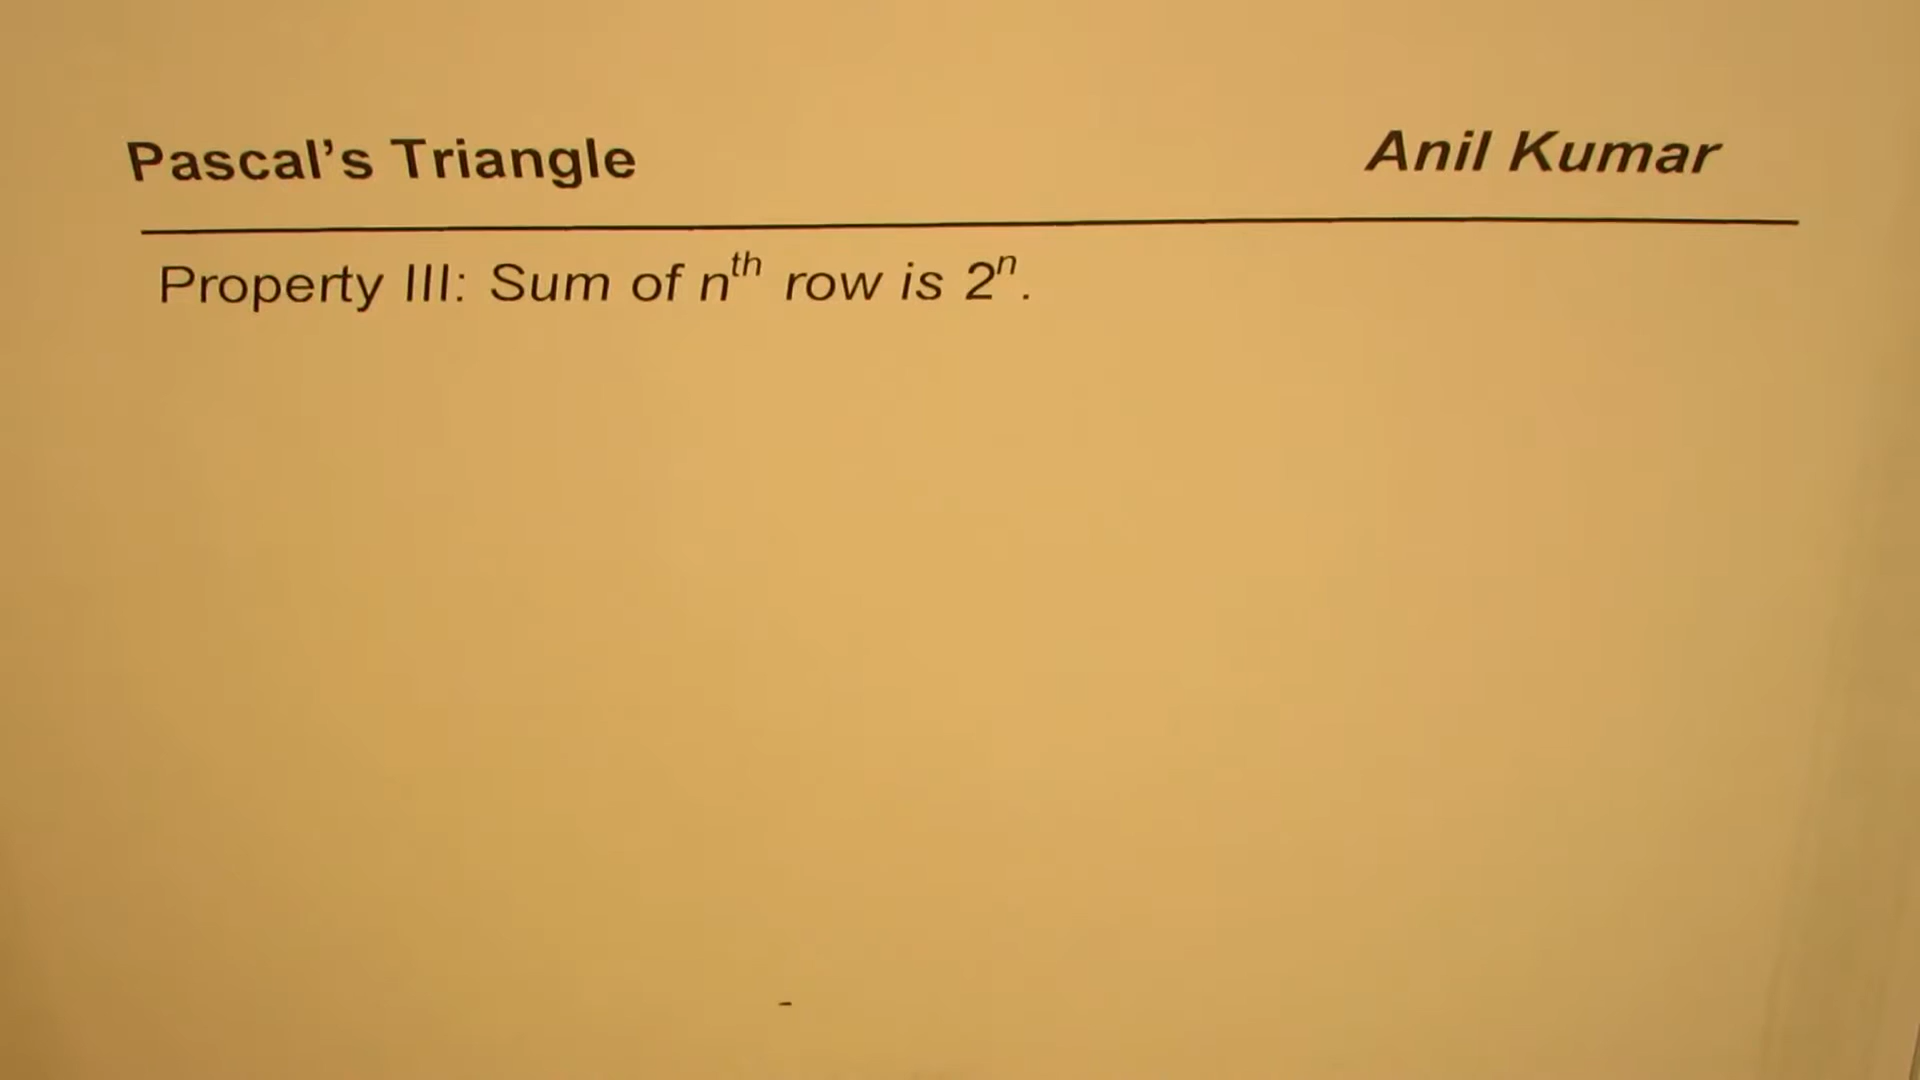 Pascal's Triangle Anil Kumar
Property III: Sum of nᵗʰ row is 2ⁿ.